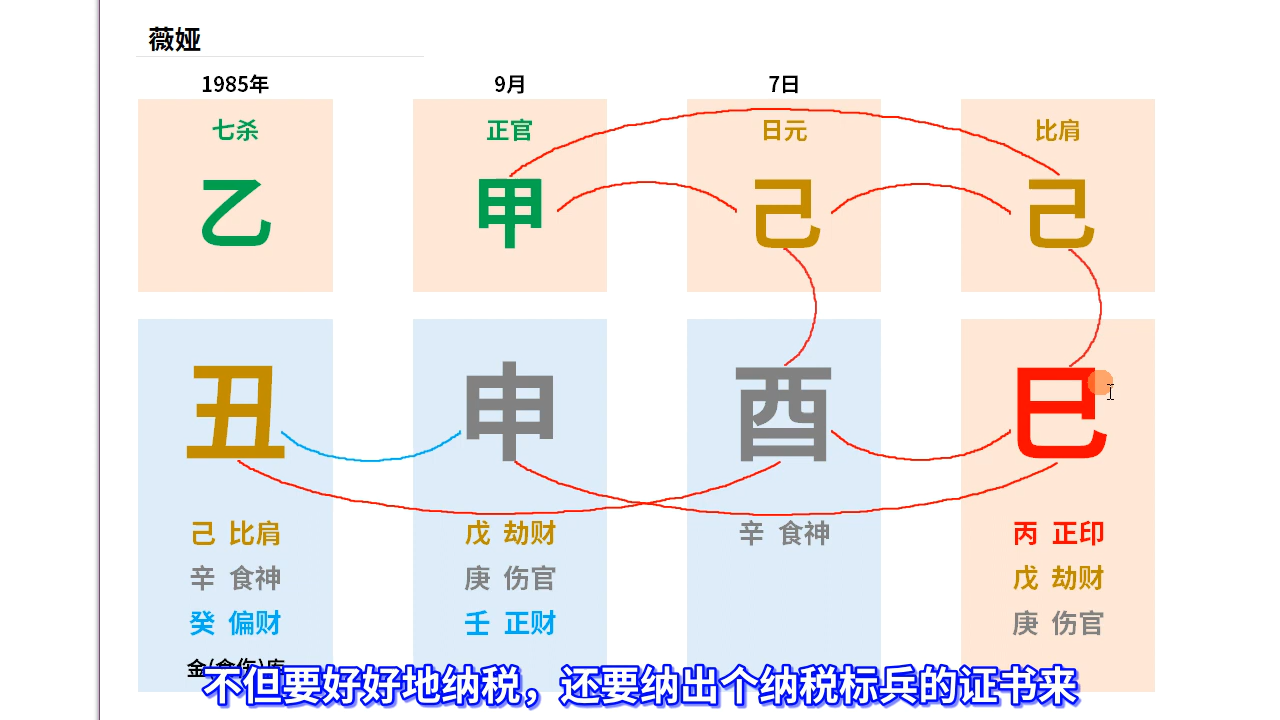 薇娅
1985年 9月 7日
七杀 正官 日元 比肩
乙 甲 己 己
丑 申 酉 巳
己 比肩 戊 劫财 辛 食神 丙 正印
辛 食神 庚 伤官 戊 劫财
癸 偏财 壬 正财 庚 伤官
金(食伤)库
不但要好好地纳税，还要纳出个纳税标兵的证书来